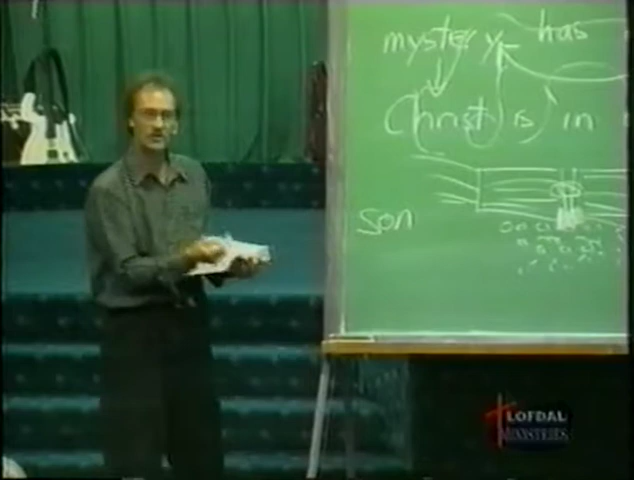 mystery has
Christ is in
son
LOFDAL
MINISTRIES